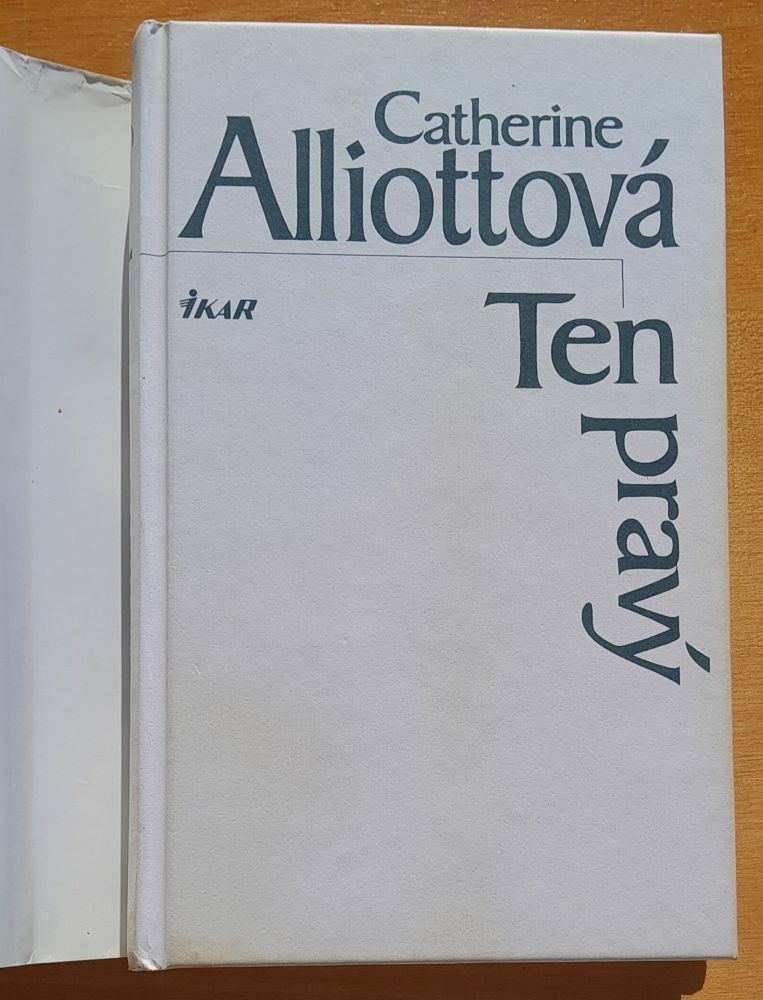 Catherine
Alliottová
IKAR
Ten
pravý